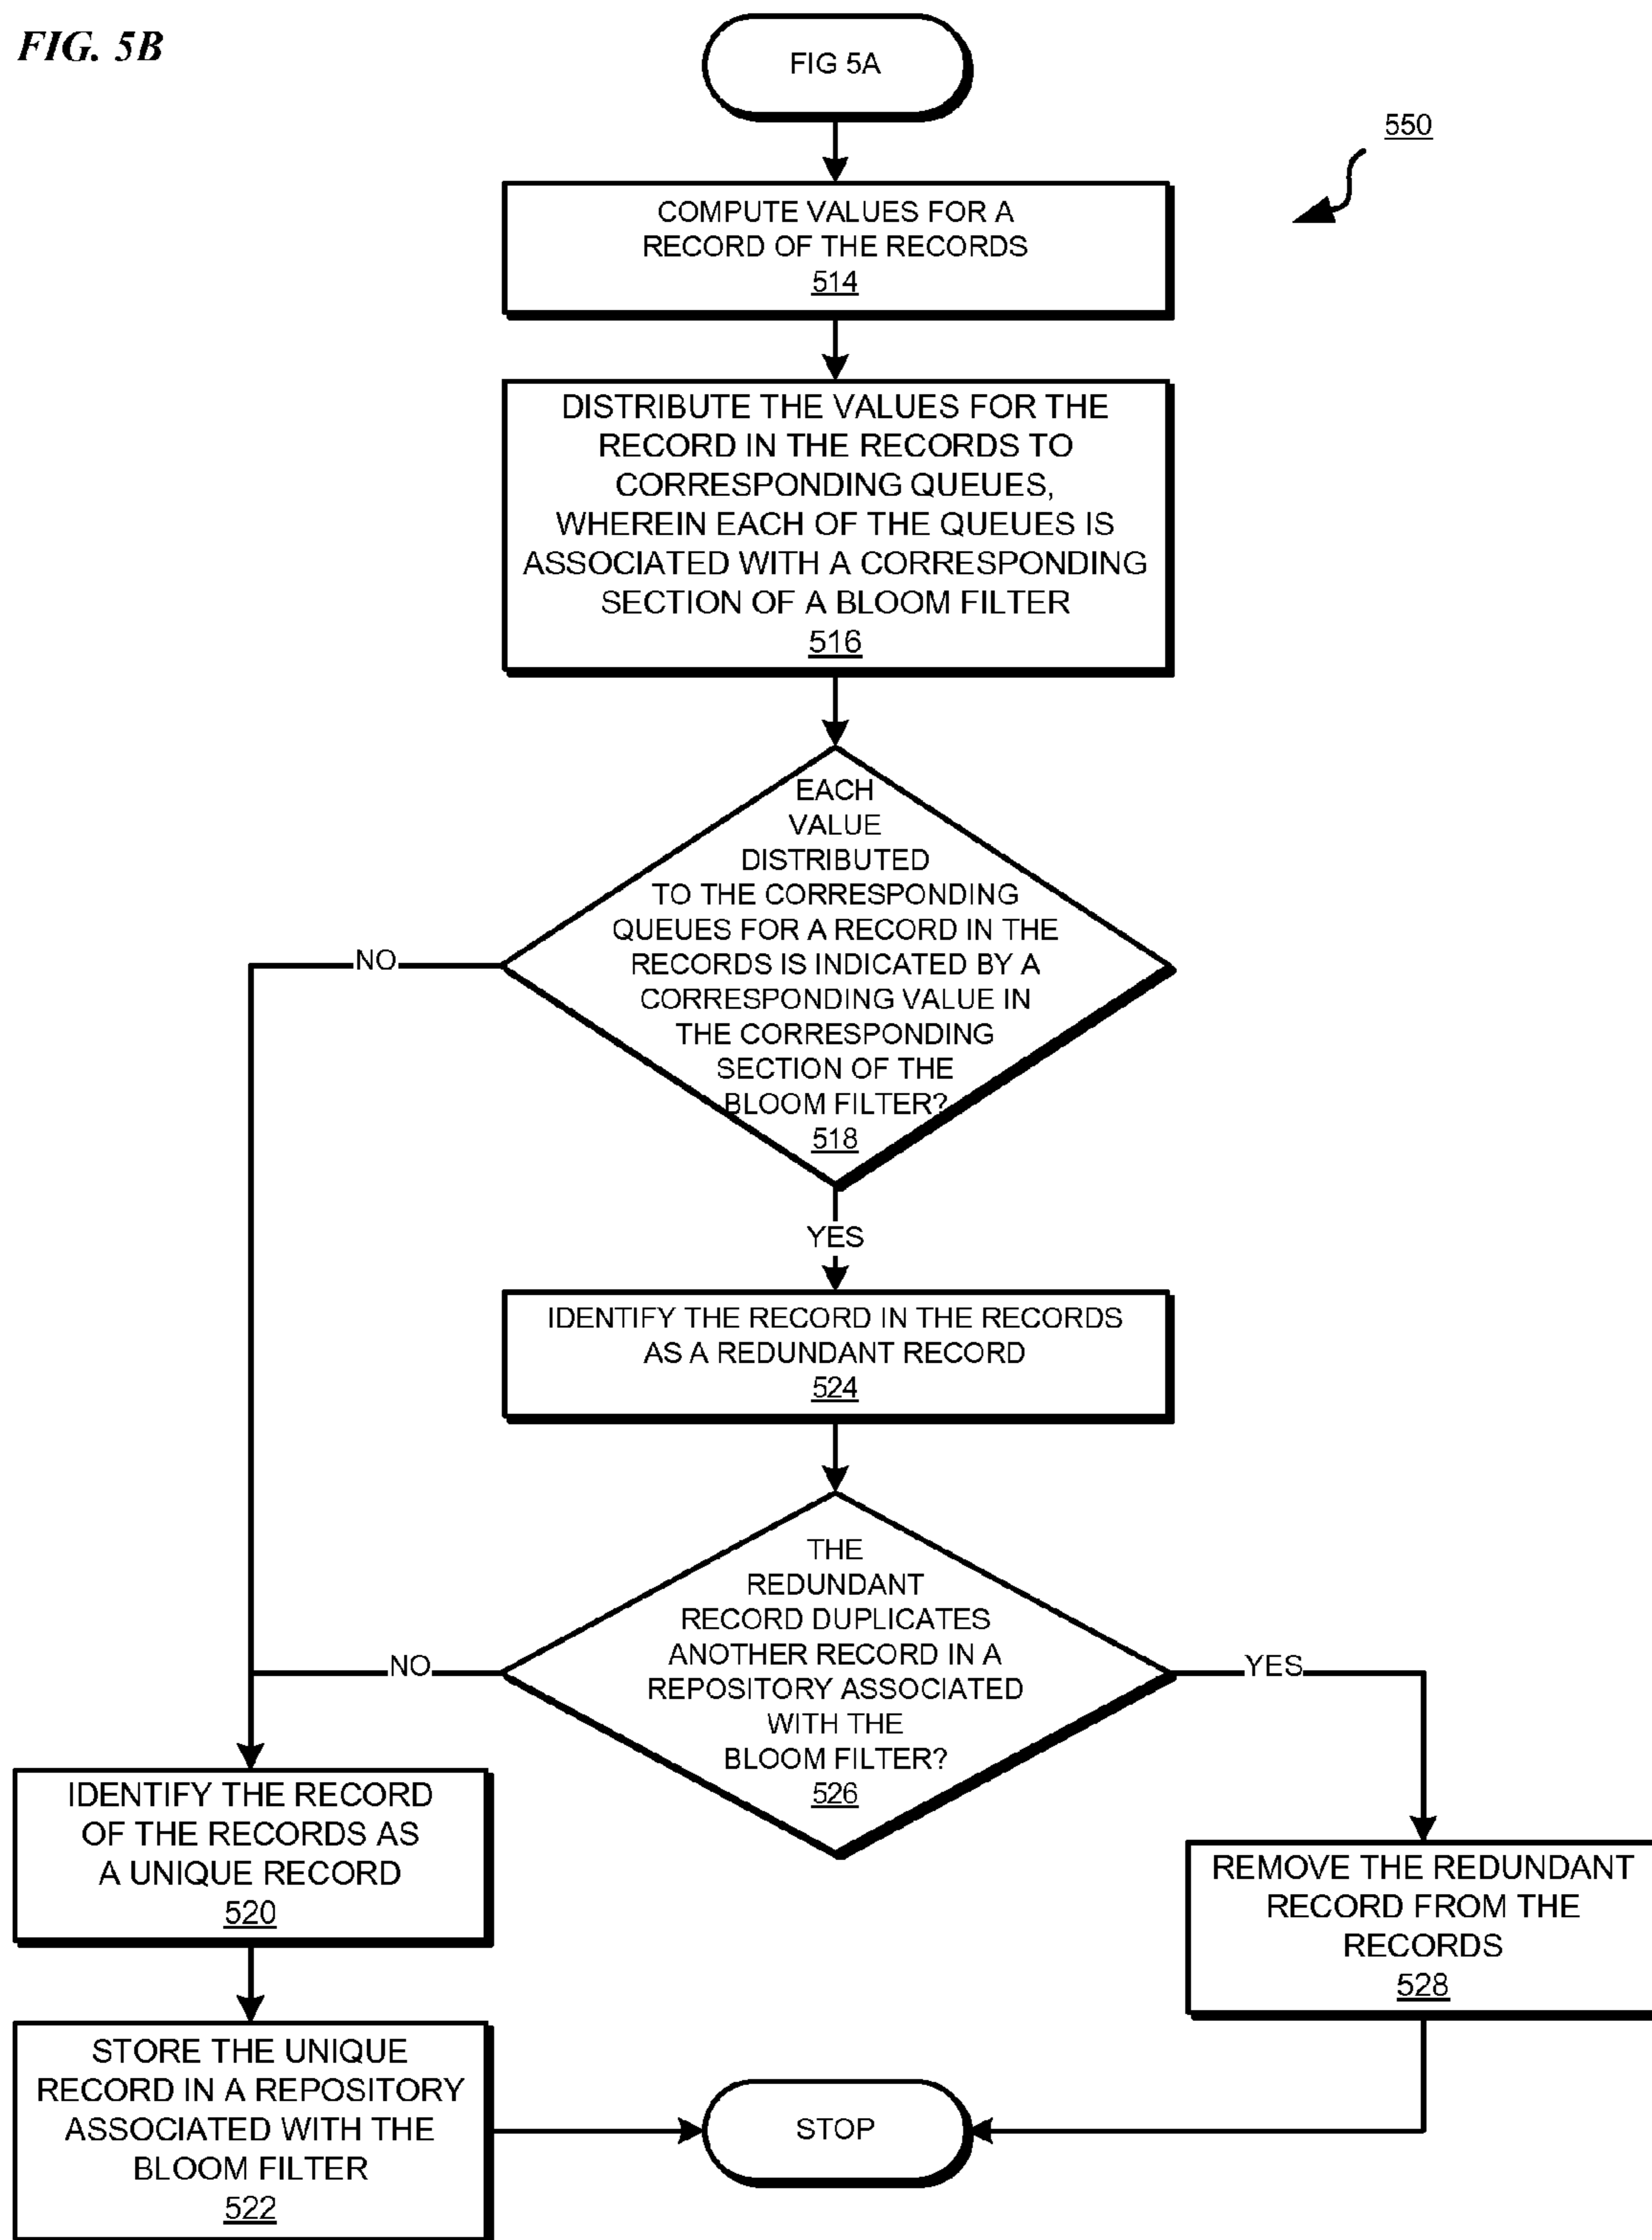 FIG. 5B
FIG 5A
550
COMPUTE VALUES FOR A
RECORD OF THE RECORDS
514
DISTRIBUTE THE VALUES FOR THE
RECORD IN THE RECORDS TO
CORRESPONDING QUEUES,
WHEREIN EACH OF THE QUEUES IS
ASSOCIATED WITH A CORRESPONDING
SECTION OF A BLOOM FILTER
516
EACH
VALUE
DISTRIBUTED
TO THE CORRESPONDING
QUEUES FOR A RECORD IN THE
RECORDS IS INDICATED BY A
CORRESPONDING VALUE IN
THE CORRESPONDING
SECTION OF THE
BLOOM FILTER?
518
NO
YES
IDENTIFY THE RECORD IN THE RECORDS
AS A REDUNDANT RECORD
524
THE
REDUNDANT
RECORD DUPLICATES
ANOTHER RECORD IN A
REPOSITORY ASSOCIATED
WITH THE
BLOOM FILTER?
526
NO
YES
IDENTIFY THE RECORD
OF THE RECORDS AS
A UNIQUE RECORD
520
REMOVE THE REDUNDANT
RECORD FROM THE
RECORDS
528
STORE THE UNIQUE
RECORD IN A REPOSITORY
ASSOCIATED WITH THE
BLOOM FILTER
522
STOP